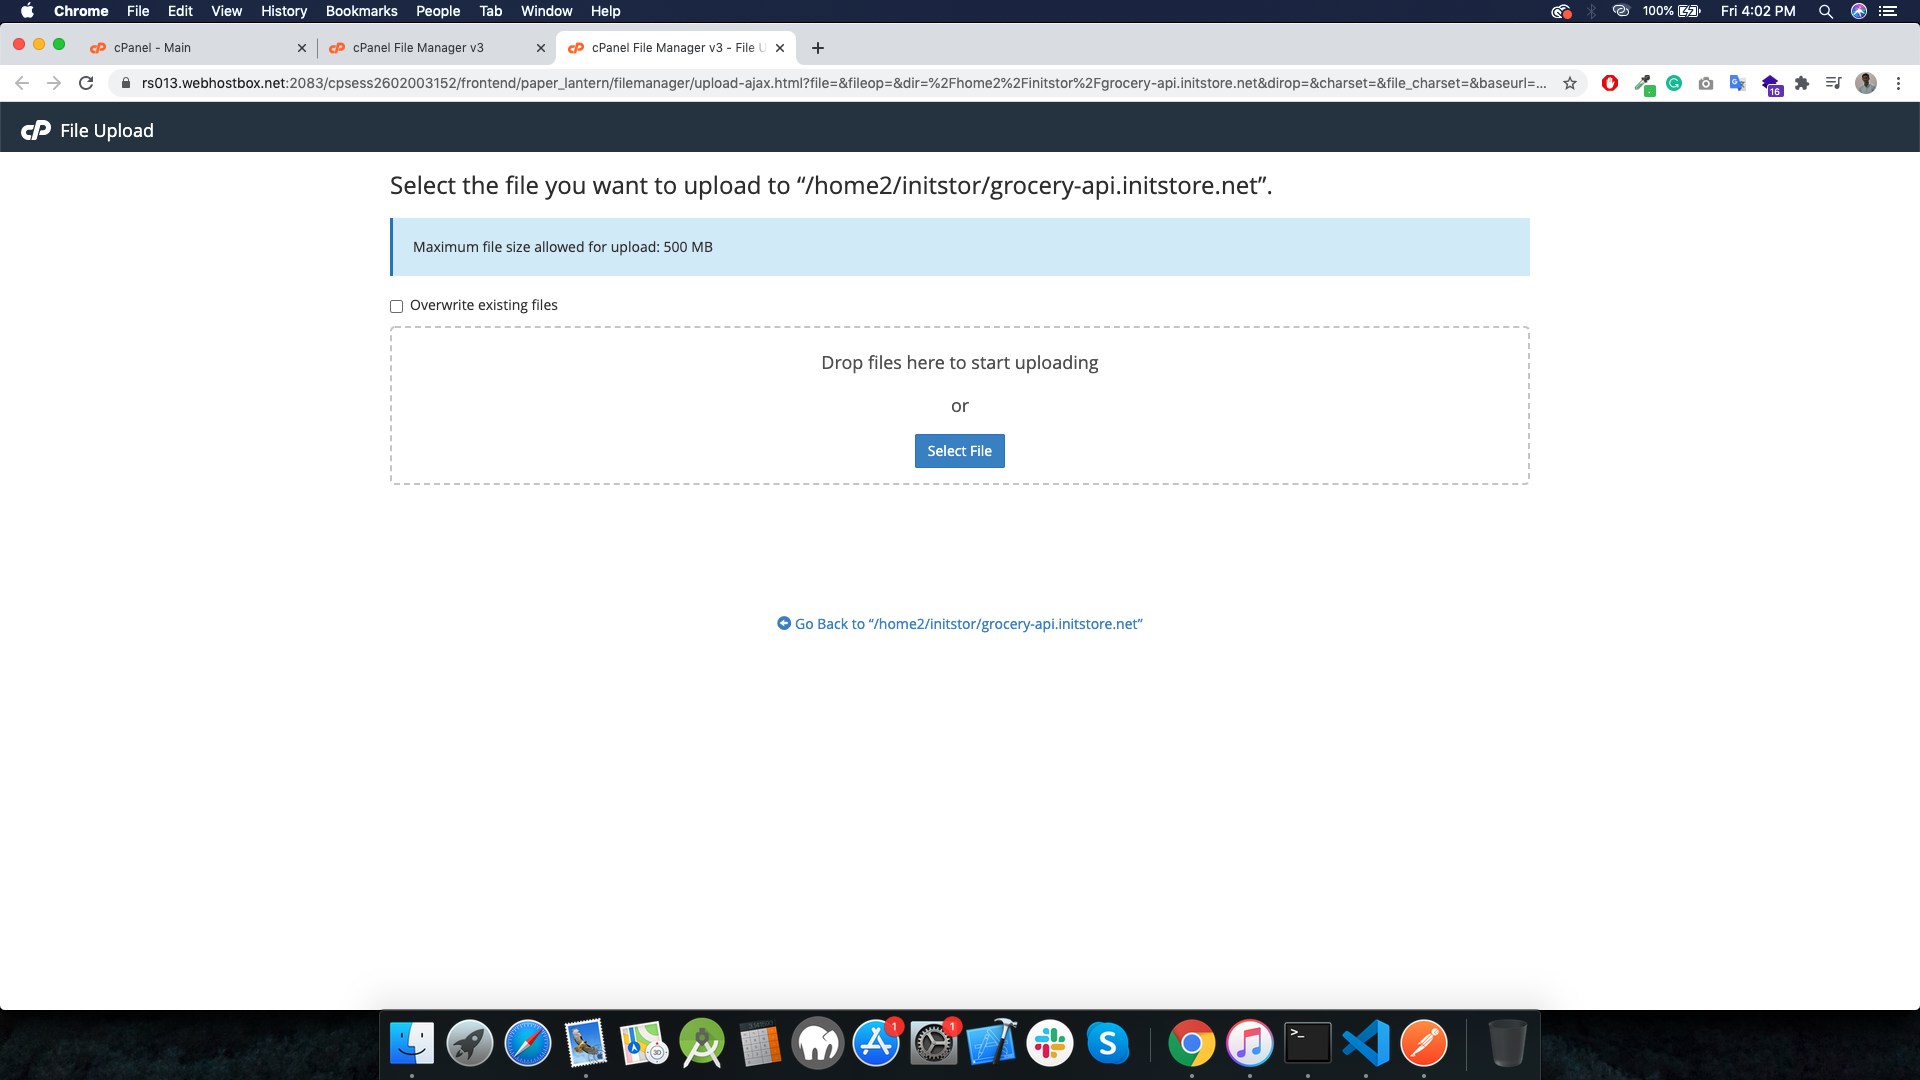 Chrome File Edit View History Bookmarks People Tab Window Help 100% Fri 4:02 PM
cPanel - Main cPanel File Manager v3 cPanel File Manager v3 - File U
rs013.webhostbox.net:2083/cpsess2602003152/frontend/paper_lantern/filemanager/upload-ajax.html?file=&fileop=&dir=%2Fhome2%2Finitstor%2Fgrocery-api.initstore.net&dirop=&charset=&file_charset=&baseurl=... 16
cP File Upload
Select the file you want to upload to “/home2/initstor/grocery-api.initstore.net”.
Maximum file size allowed for upload: 500 MB
Overwrite existing files
Drop files here to start uploading
or
Select File
Go Back to “/home2/initstor/grocery-api.initstore.net”
3D 1 1 S >_